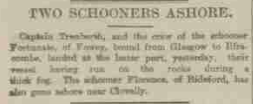 TWO SCHOONERS ASHORE.
Captain Trenberth, and the crew of the schooner
Fortunate, of Fowey, bound from Glasgow to Ilfra-
combe, landed at the latter port, yesterday, their
vessel having run on the rocks during a
thick fog. The schooner Florence, of Bideford, has
also gone ashore near Clovelly.